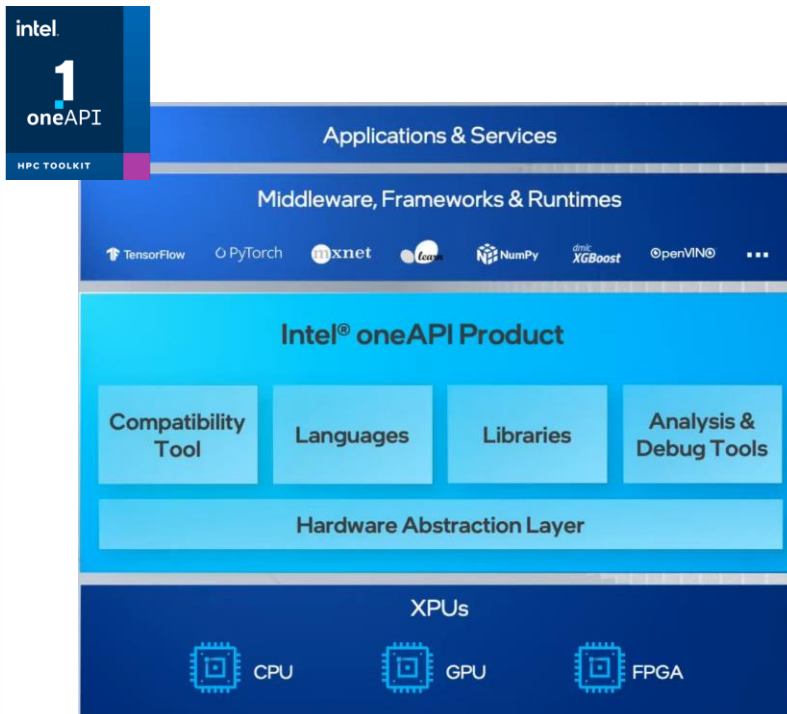 intel.
1
oneAPI
HPC TOOLKIT
Applications & Services
Middleware, Frameworks & Runtimes
TensorFlow PyTorch mxnet learn NumPy dmlc XGBoost OpenVINO ...
Intel® oneAPI Product
Compatibility Tool
Languages
Libraries
Analysis & Debug Tools
Hardware Abstraction Layer
XPUs
CPU GPU FPGA